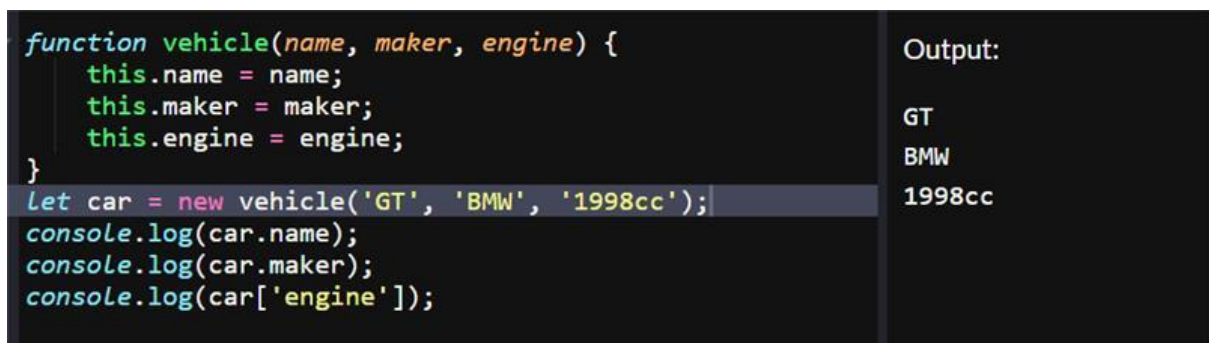 function vehicle(name, maker, engine) {
    this.name = name;
    this.maker = maker;
    this.engine = engine;
}
let car = new vehicle('GT', 'BMW', '1998cc');
console.log(car.name);
console.log(car.maker);
console.log(car['engine']);
Output:
GT
BMW
1998cc